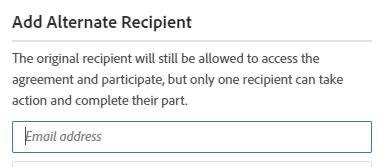 Add Alternate Recipient
The original recipient will still be allowed to access the
agreement and participate, but only one recipient can take
action and complete their part.
Email address